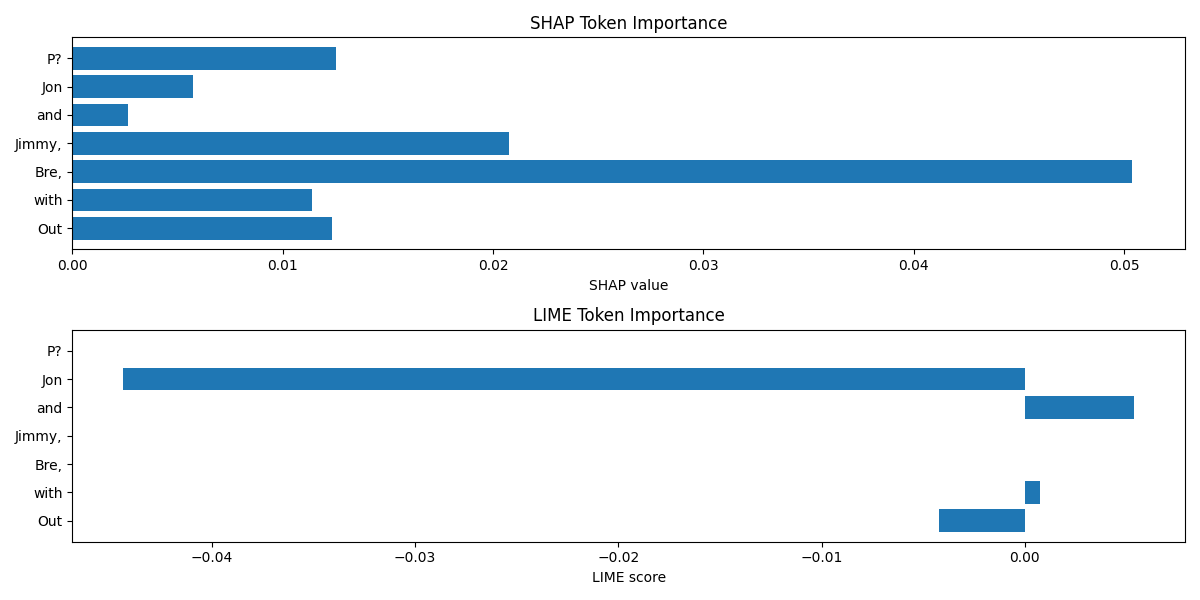 SHAP Token Importance
P?
Jon
and
Jimmy,
Bre,
with
Out
0.00 0.01 0.02 0.03 0.04 0.05
SHAP value
LIME Token Importance
P?
Jon
and
Jimmy,
Bre,
with
Out
−0.04 −0.03 −0.02 −0.01 0.00
LIME score